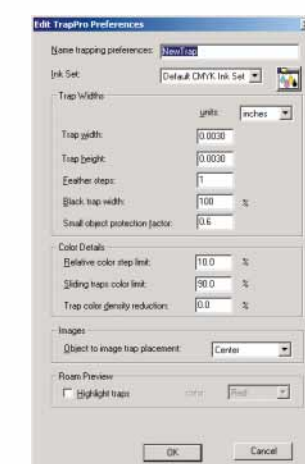 Edit TrapPro Preferences
Name trapping preferences: NewTrap
Ink Set: Default CMYK Ink Set
Trap Widths
units: inches
Trap width: 0.0030
Trap height: 0.0030
Feather steps: 1
Black trap width: 100 %
Small object protection factor: 0.6
Color Details
Relative color step limit: 10.0 %
Sliding traps color limit: 90.0 %
Trap color density reduction: 0.0 %
Images
Object to image trap placement: Center
Roam Preview
Highlight traps Red
OK Cancel